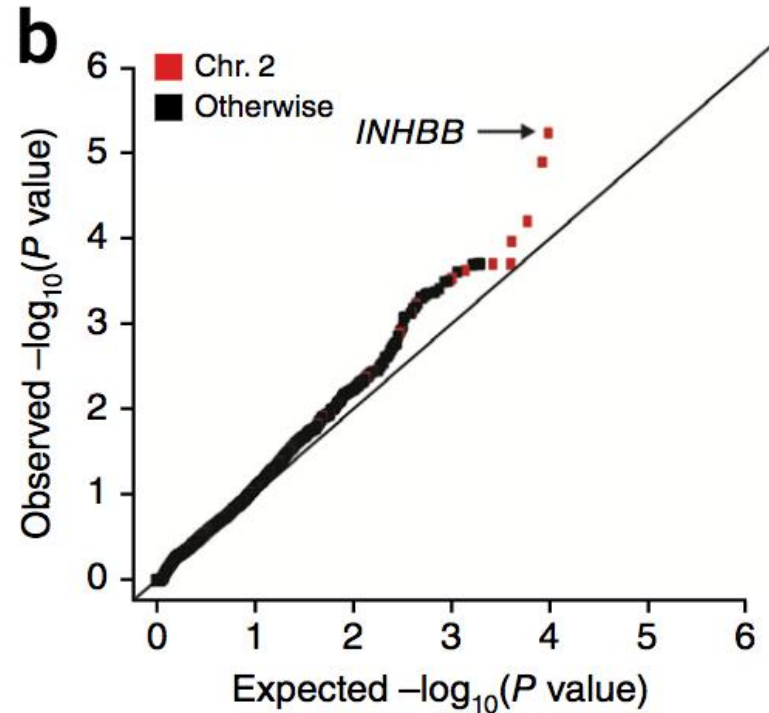 b
Chr. 2
Otherwise
INHBB
6
5
4
3
2
1
0
Observed –log₁₀(P value)
0 1 2 3 4 5 6
Expected –log₁₀(P value)